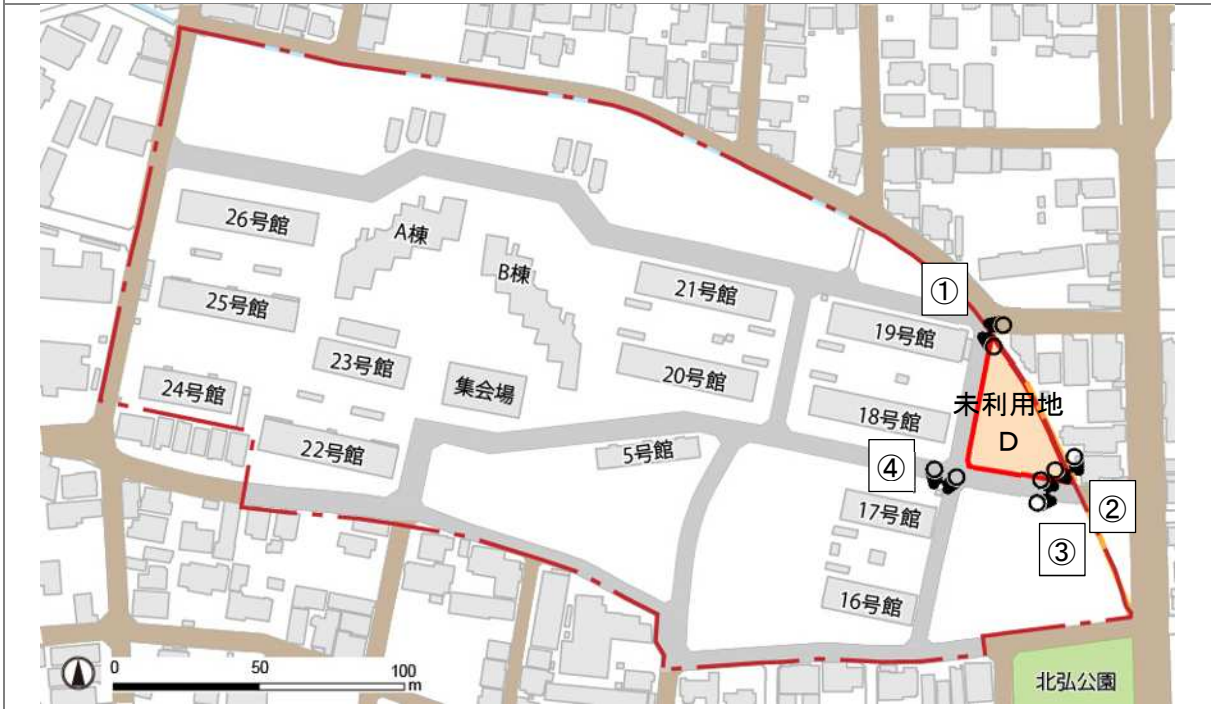 26号館
A棟
B棟
21号館
①
25号館
19号館
23号館
20号館
24号館
集会場
18号館
未利用地
D
22号館
5号館
④
17号館
②
③
16号館
0 50 100
m
北弘公園